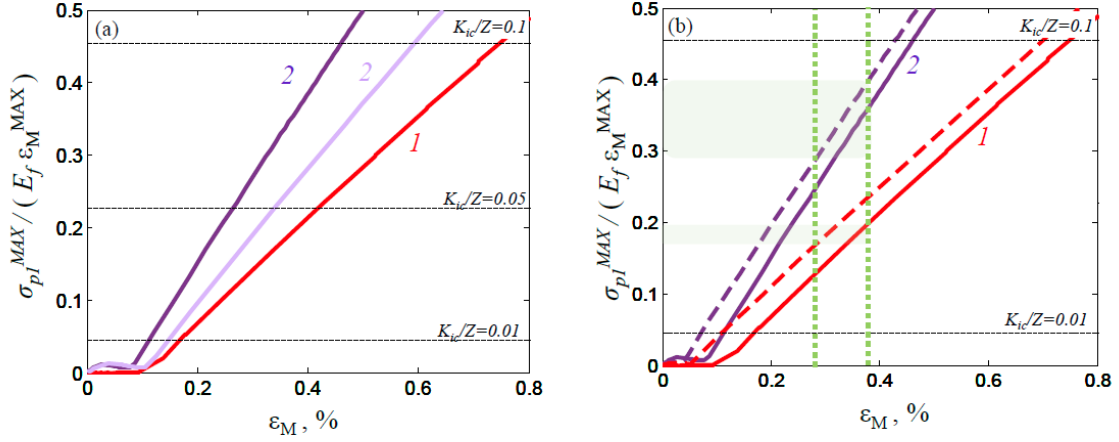 (a)
K_ic/Z=0.1
2
2
1
K_ic/Z=0.05
K_ic/Z=0.01
0.5
0.4
0.3
0.2
0.1
0
σ_p1^MAX / ( E_f ε_M^MAX )
0 0.2 0.4 0.6 0.8
ε_M , %
(b)
K_ic/Z=0.1
2
1
K_ic/Z=0.01
0.5
0.4
0.3
0.2
0.1
0
σ_p1^MAX / ( E_f ε_M^MAX )
0 0.2 0.4 0.6 0.8
ε_M , %